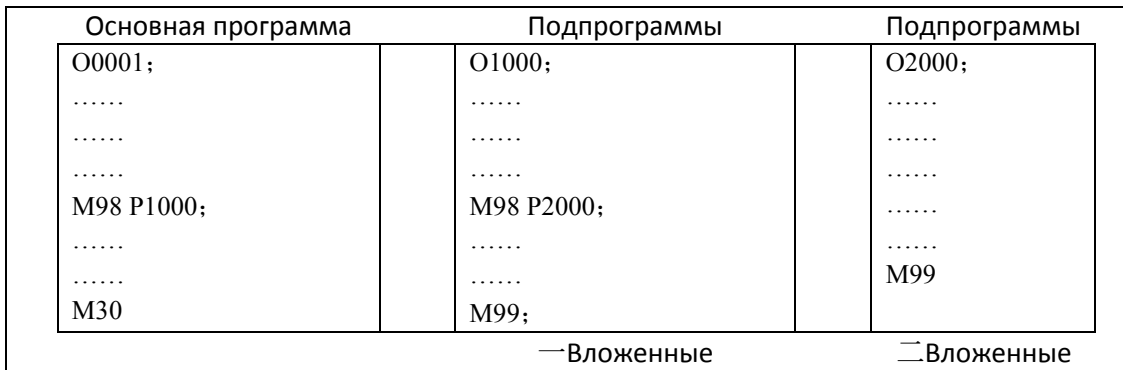 Основная программа Подпрограммы Подпрограммы
O0001； O1000； O2000；
…… …… ……
…… …… ……
…… …… ……
M98 P1000； M98 P2000； ……
…… …… ……
…… …… M99
M30 M99；
一Вложенные 二Вложенные